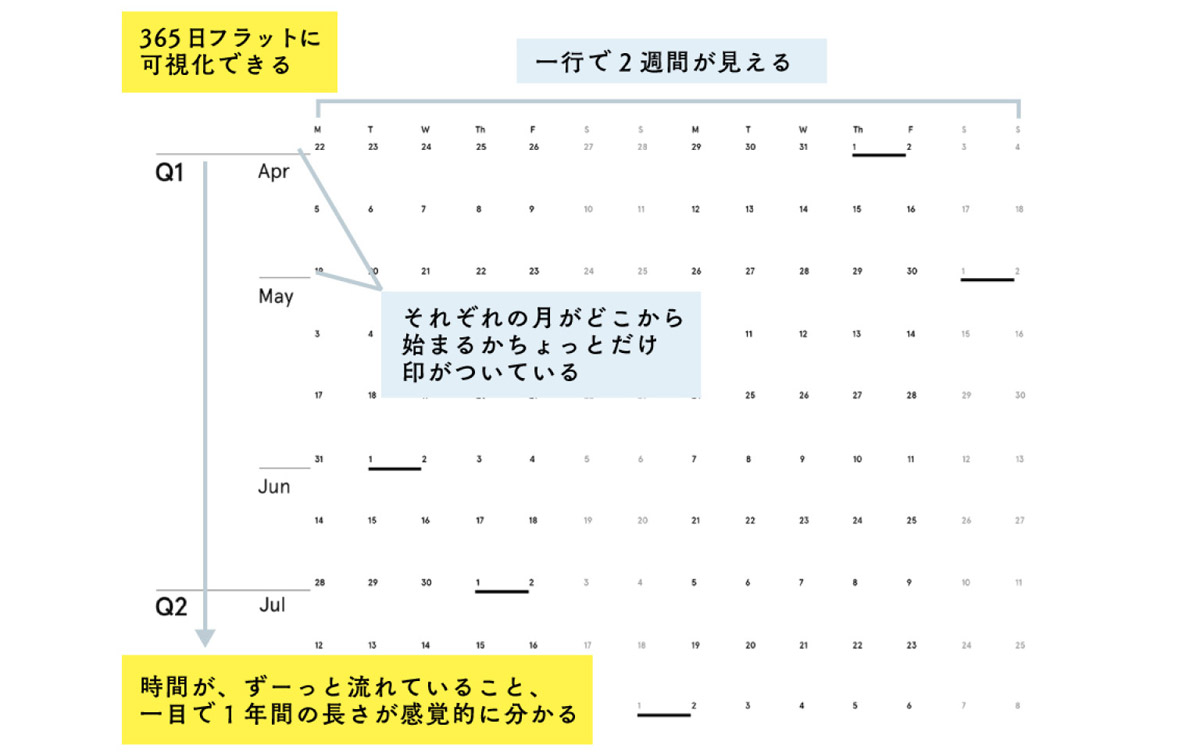 365日フラットに
可視化できる
一行で2週間が見える
M T W Th F S S M T W Th F S S
22 23 24 25 26 27 28 29 30 31 1 2 3 4
Q1 Apr
5 6 7 8 9 10 11 12 13 14 15 16 17 18
19 20 21 22 23 24 25 26 27 28 29 30 1 2
May
それぞれの月がどこから
始まるかちょっとだけ
印がついている
3 4 11 12 13 14 15 16
17 18 25 26 27 28 29 30
31 1 2 3 4 5 6 7 8 9 10 11 12 13
Jun
14 15 16 17 18 19 20 21 22 23 24 25 26 27
28 29 30 1 2 3 4 5 6 7 8 9 10 11
Q2 Jul
12 13 14 15 16 17 18 19 20 21 22 23 24 25
時間が、ずーっと流れていること、
一目で1年間の長さが感覚的に分かる
1 2 3 4 5 6 7 8